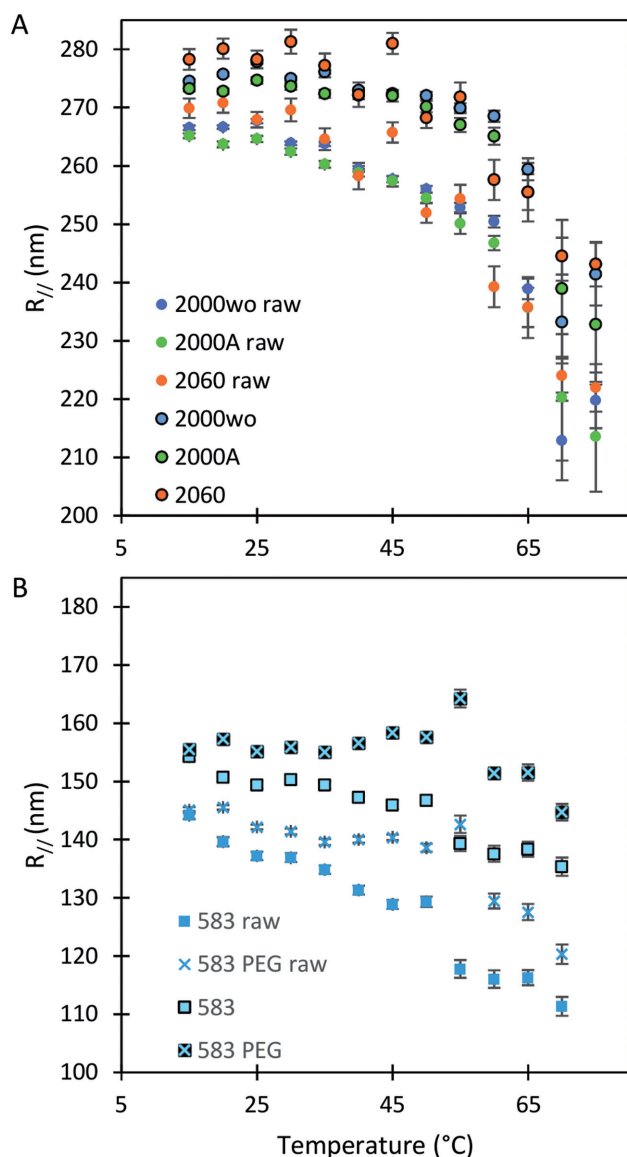 A
R// (nm)
290
280
270
260
250
240
230
220
210
200
2000wo raw
2000A raw
2060 raw
2000wo
2000A
2060
5
25
45
65
B
R// (nm)
180
170
160
150
140
130
120
110
100
583 raw
583 PEG raw
583
583 PEG
5
25
45
65
Temperature (°C)